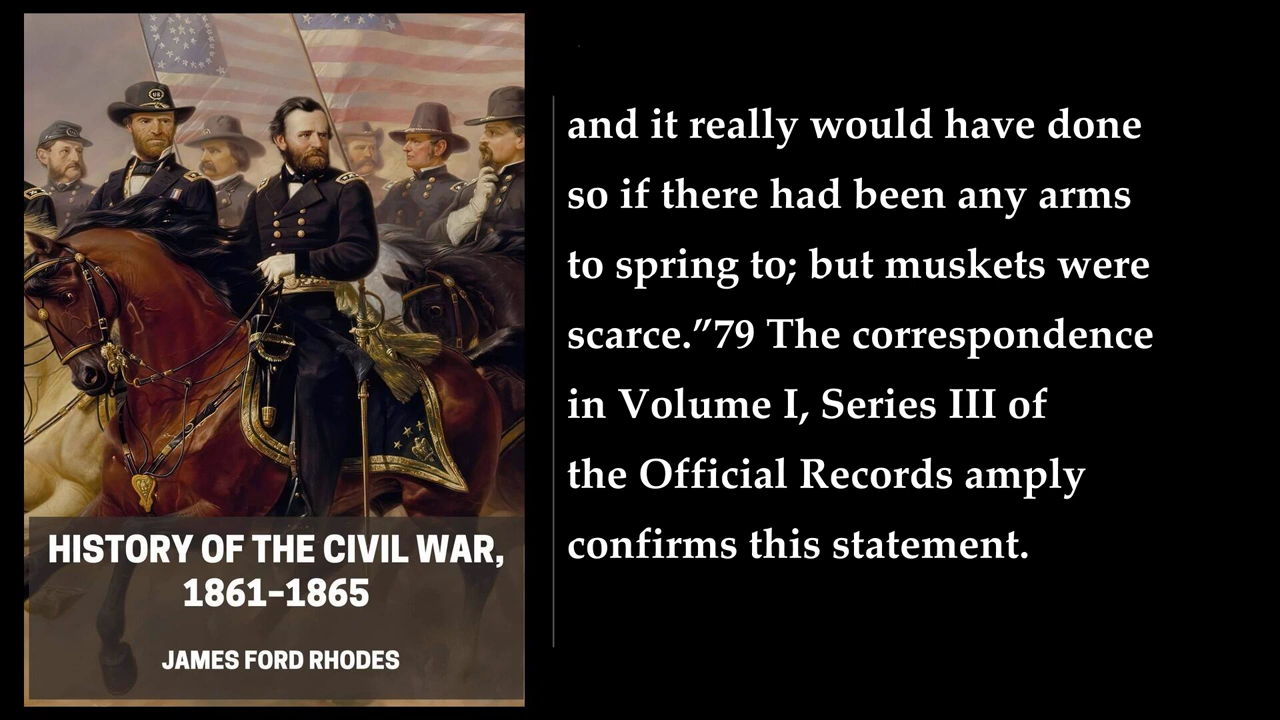 HISTORY OF THE CIVIL WAR,
1861–1865
JAMES FORD RHODES
and it really would have done
so if there had been any arms
to spring to; but muskets were
scarce.”79 The correspondence
in Volume I, Series III of
the Official Records amply
confirms this statement.